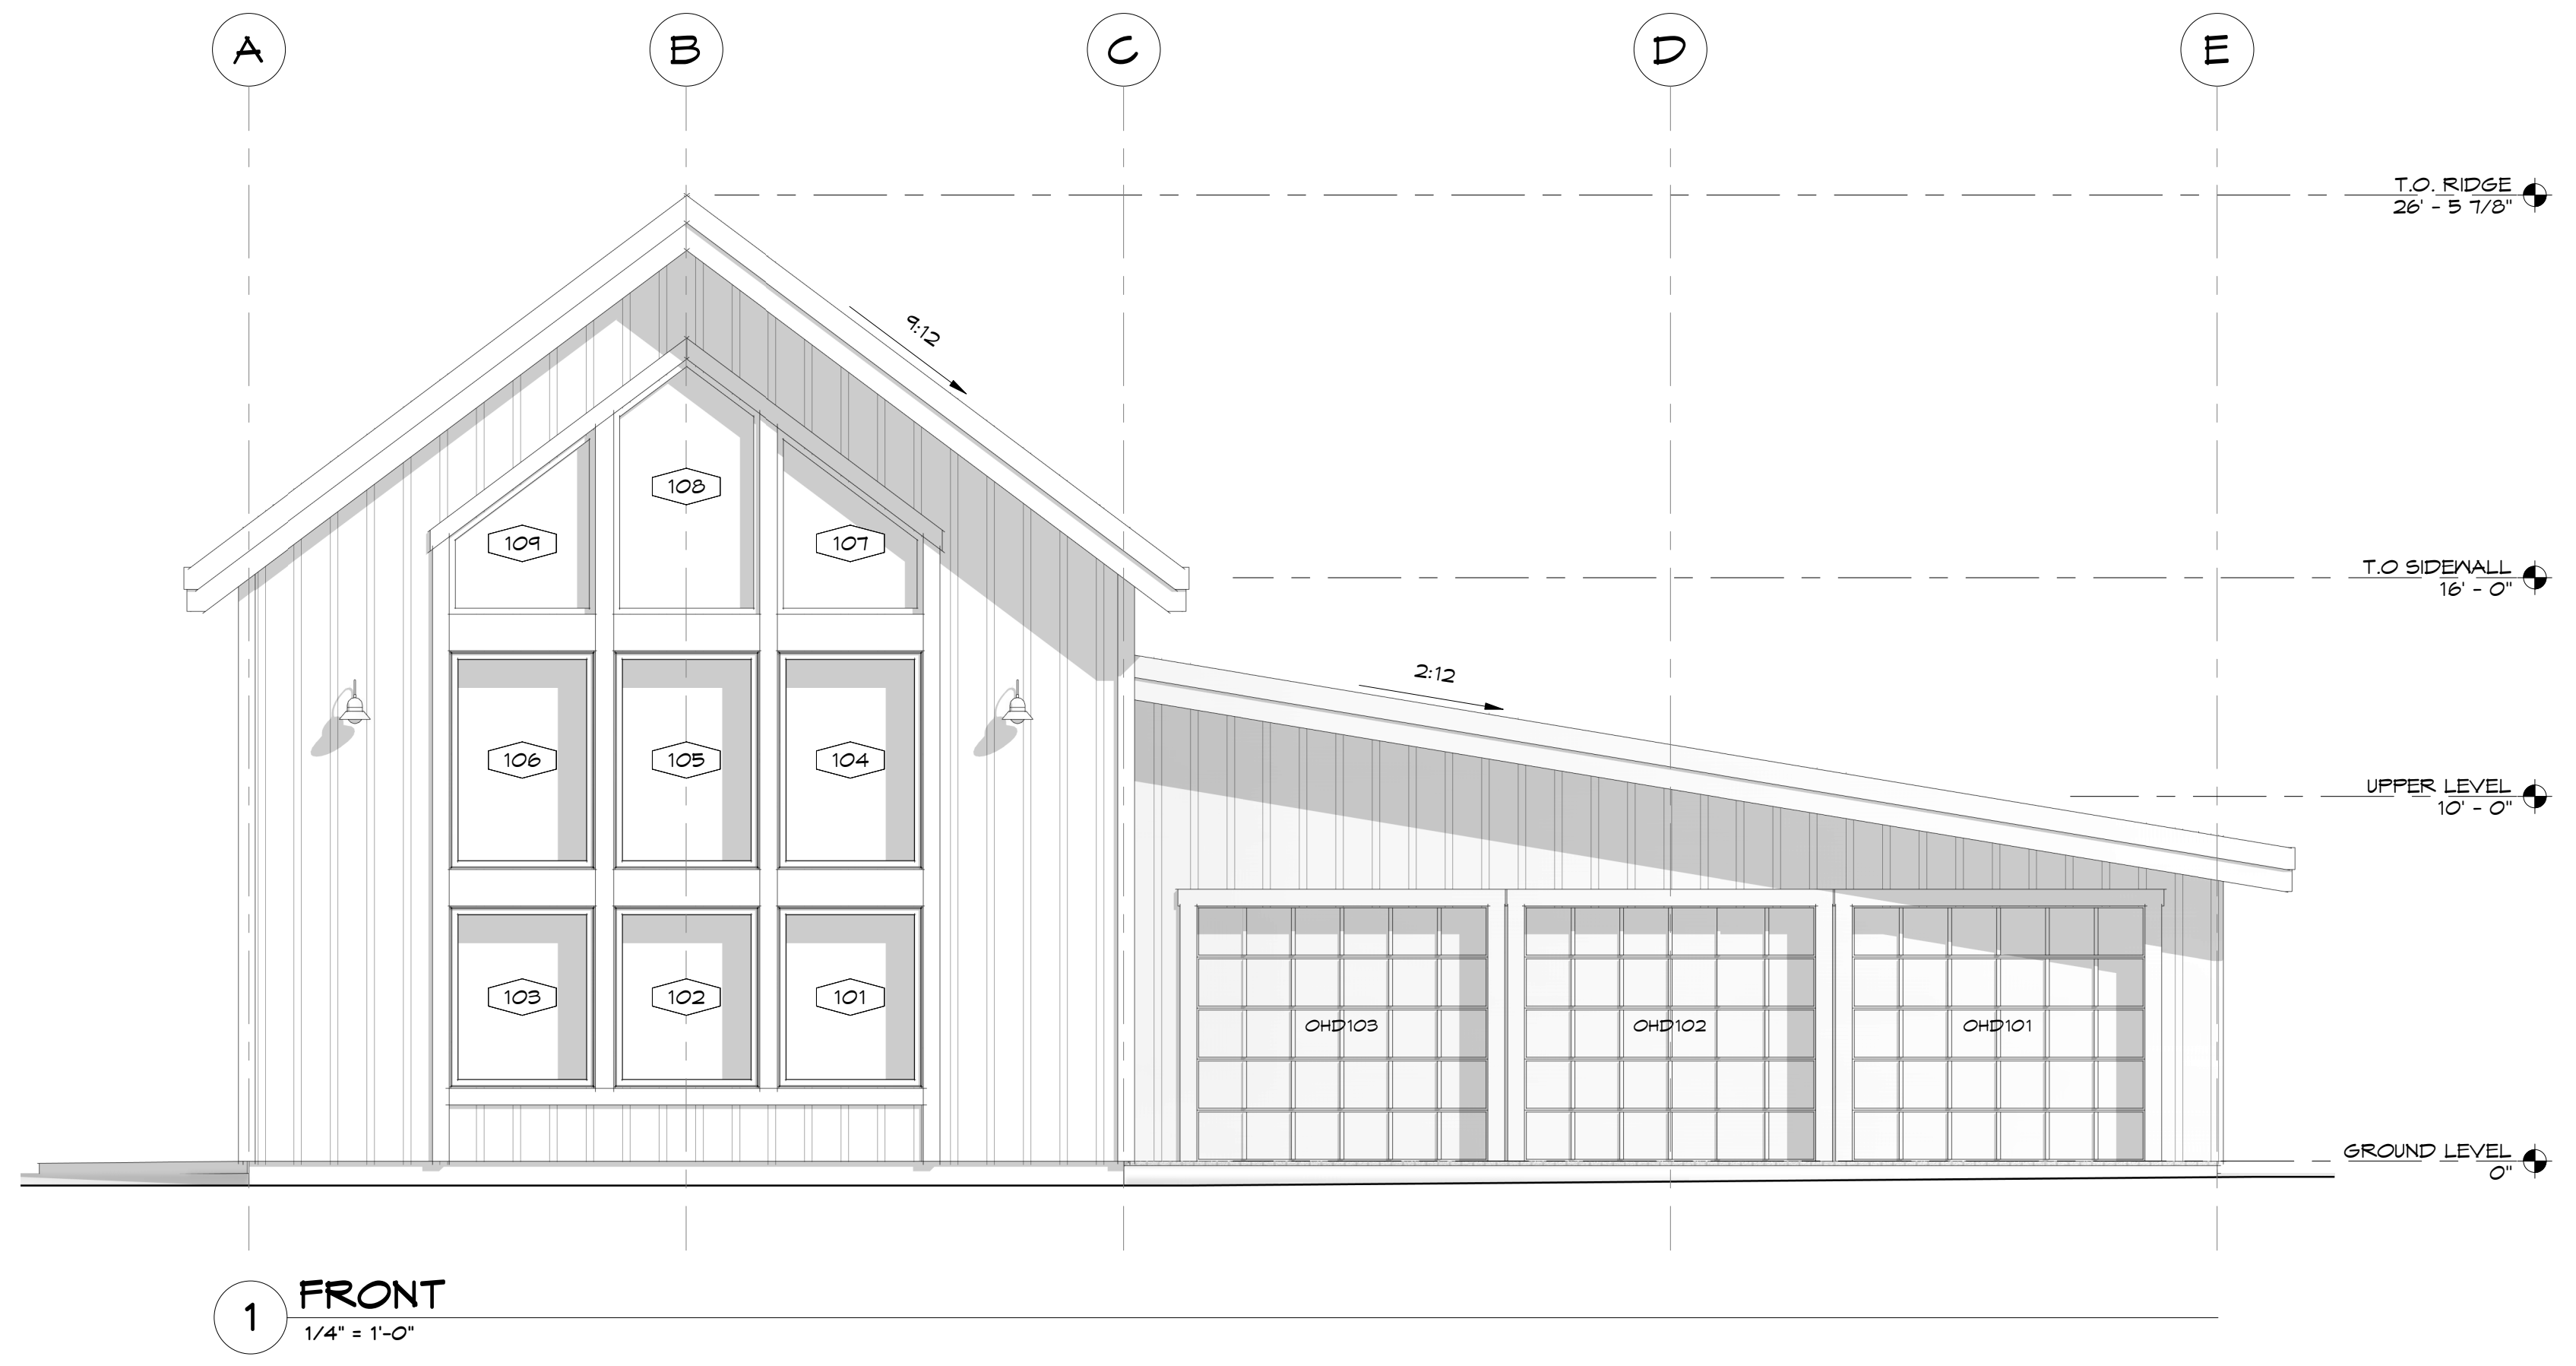 A B C D E
T.O. RIDGE
26' - 5 7/8"
9:12
108
109
107
T.O SIDEWALL
16' - 0"
2:12
106
105
104
UPPER LEVEL
10' - 0"
103
102
101
OHD103
OHD102
OHD101
GROUND LEVEL
0"
1
FRONT
1/4" = 1'-0"